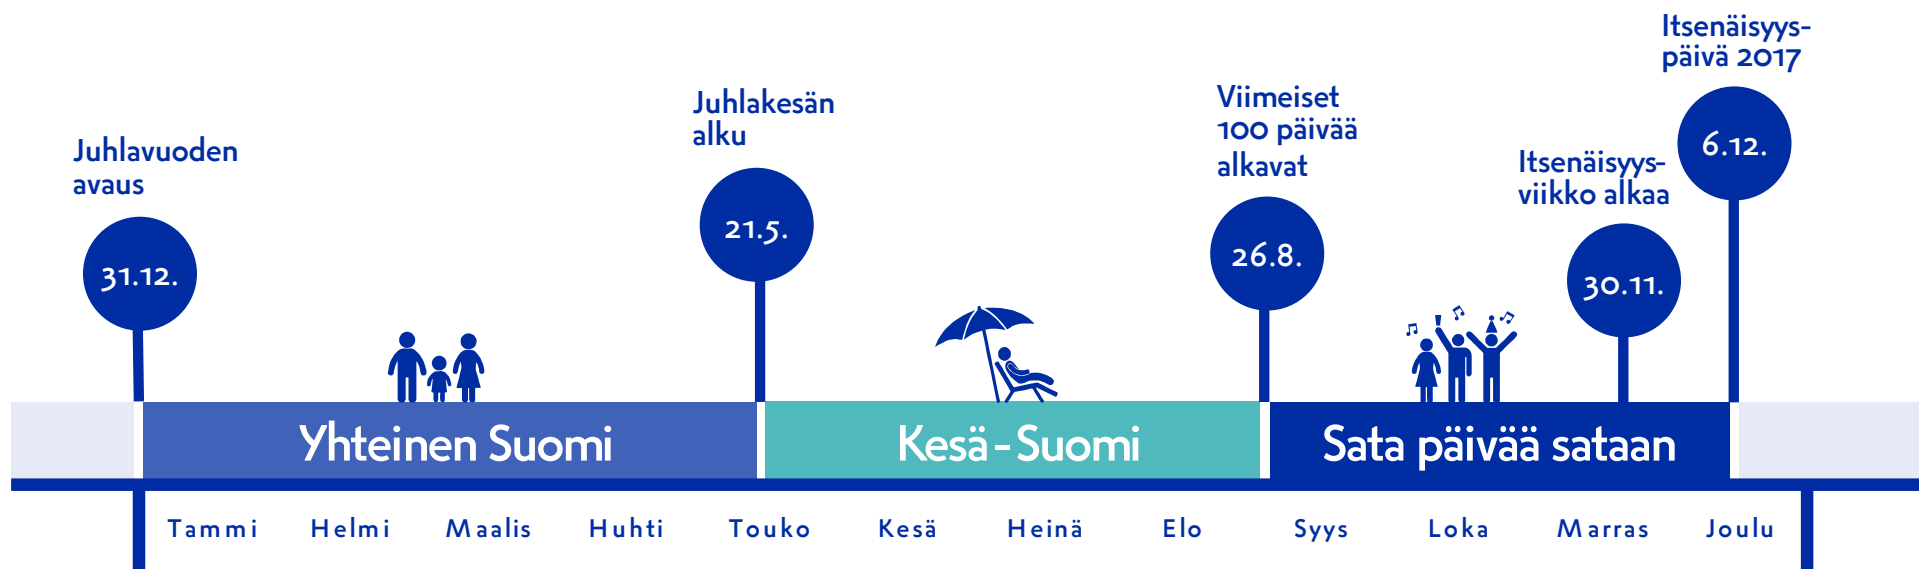 Juhlavuoden
avaus
31.12.
Juhlakesän
alku
21.5.
Viimeiset
100 päivää
alkavat
26.8.
Itsenäisyys-
viikko alkaa
30.11.
Itsenäisyys-
päivä 2017
6.12.
Yhteinen Suomi
Kesä-Suomi
Sata päivää sataan
Tammi Helmi Maalis Huhti Touko Kesä Heinä Elo Syys Loka Marras Joulu